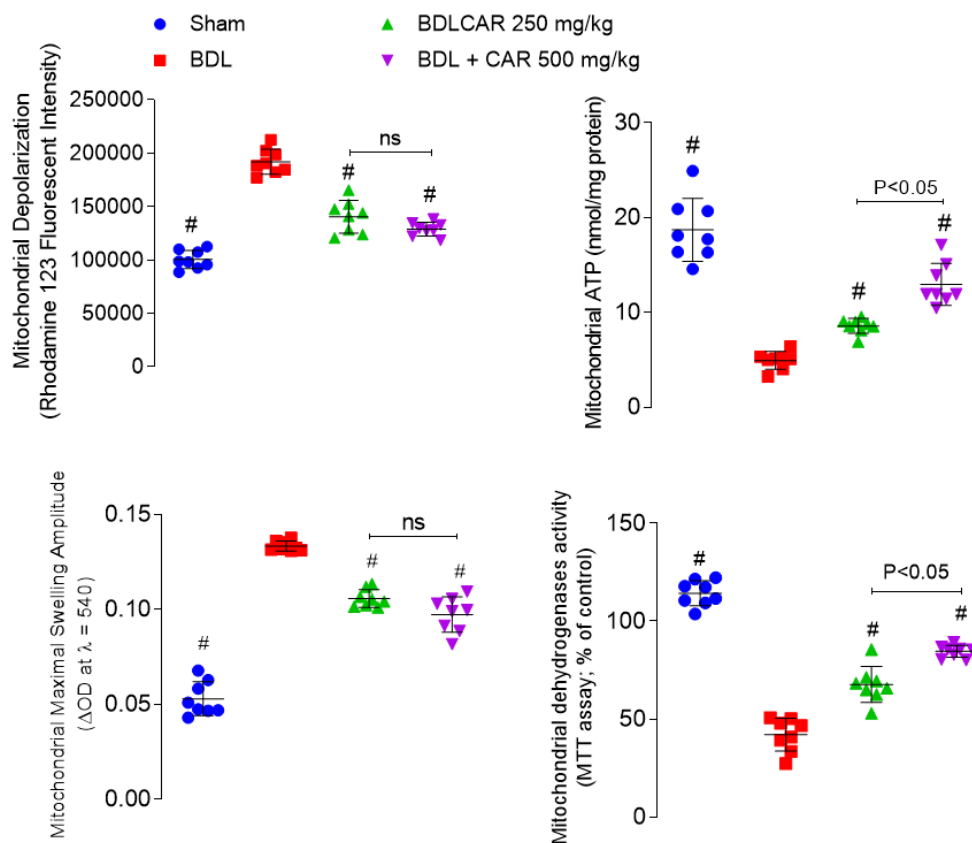 Sham
BDL
BDLCAR 250 mg/kg
BDL + CAR 500 mg/kg
Mitochondrial Depolarization
(Rhodamine 123 Fluorescent Intensity)
250000
200000
150000
100000
50000
0
#
#
ns
#
Mitochondrial ATP (nmol/mg protein)
30
20
10
0
#
#
P<0.05
#
Mitochondrial Maximal Swelling Amplitude
(ΔOD at λ = 540)
0.15
0.10
0.05
0.00
#
#
ns
#
Mitochondrial dehydrogenases activity
(MTT assay; % of control)
150
100
50
0
#
#
P<0.05
#